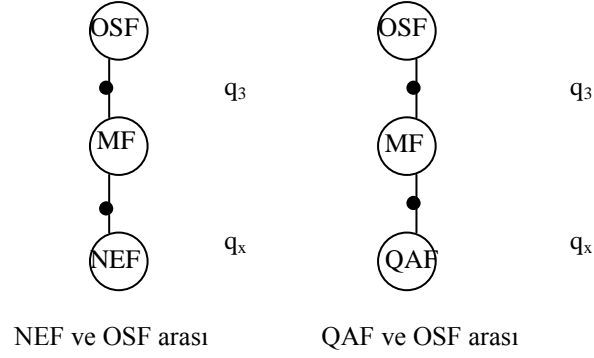 OSF OSF
q3 q3
MF MF
qx qx
NEF QAF
NEF ve OSF arası QAF ve OSF arası